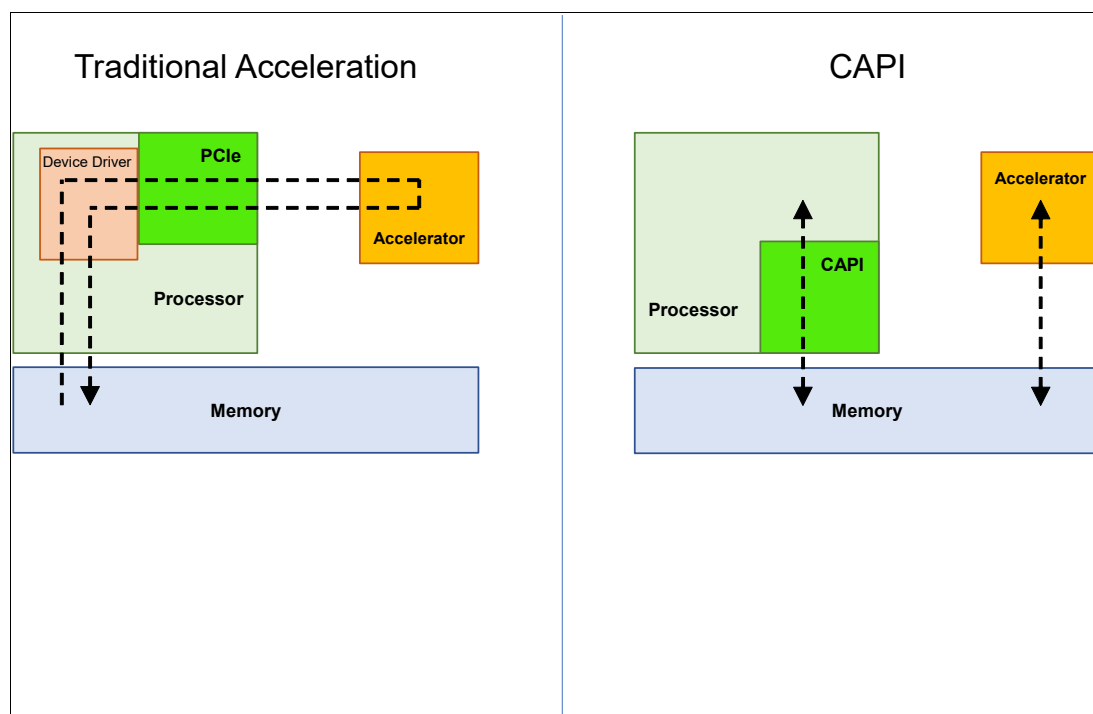 Traditional Acceleration
Device Driver
PCIe
Accelerator
Processor
Memory
CAPI
Accelerator
CAPI
Processor
Memory